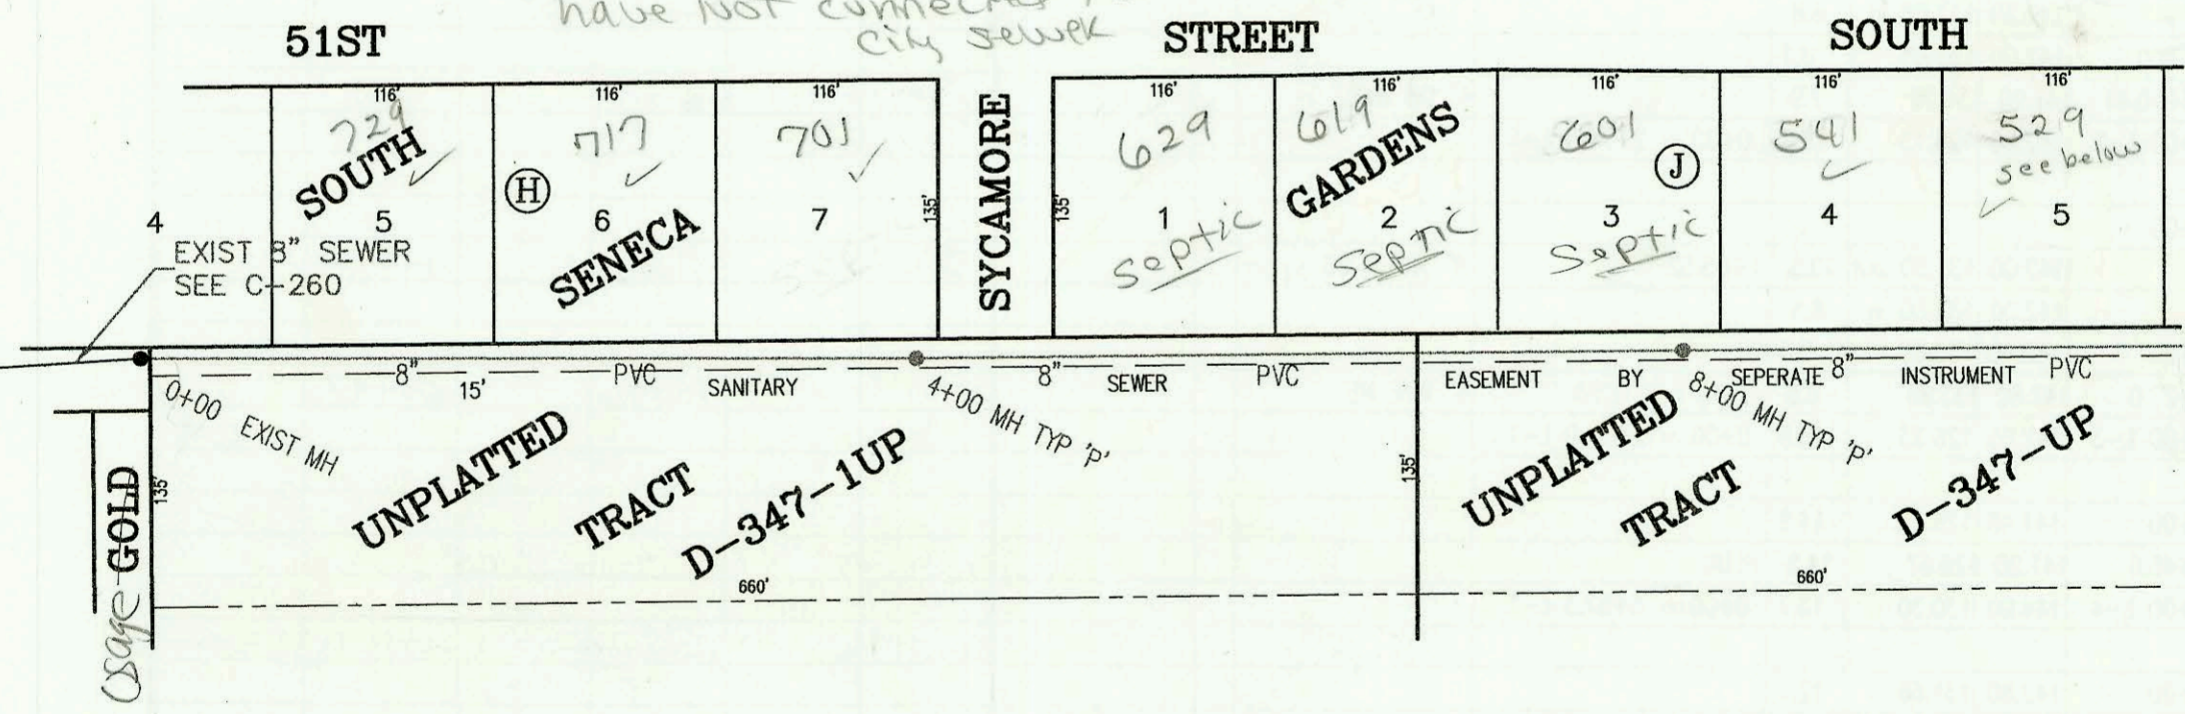 have NOT connected
City sewer
51ST STREET SOUTH
116' 116' 116' 116' 116' 116' 116' 116'
729 717 701 629 619 601 541 529
see below
SOUTH SENECA GARDENS
H J
SYCAMORE
135' 135'
4 5 6 7 1 2 3 4 5
septic septic septic
EXIST 8" SEWER
SEE C-260
8" PVC 8" PVC 8" PVC
15' SANITARY SEWER EASEMENT BY SEPERATE INSTRUMENT
0+00 EXIST MH
4+00 MH TYP 'P'
8+00 MH TYP 'P'
UNPLATTED
TRACT
D-347-1UP
UNPLATTED
TRACT
D-347-UP
135' 135'
660' 660'
GOLD
Osage